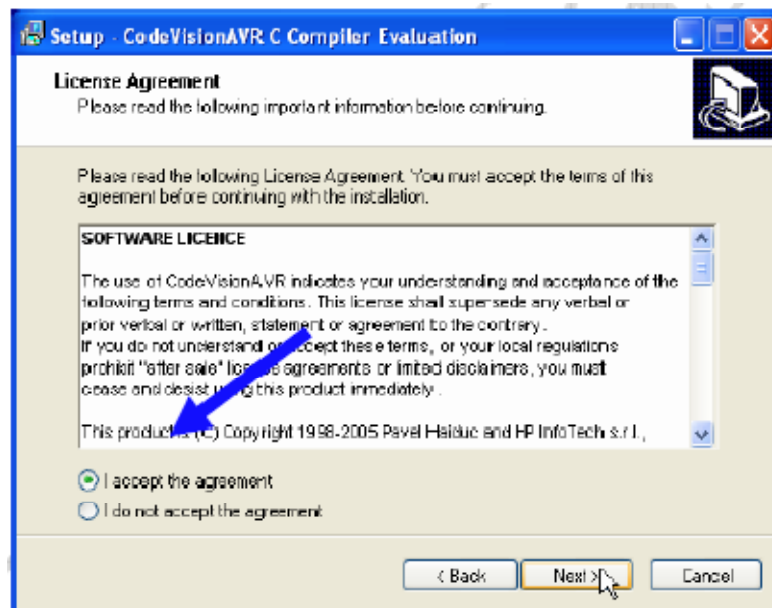 Setup - CodeVisionAVR C Compiler Evaluation
License Agreement
Please read the following important information before continuing.
Please read the following License Agreement. You must accept the terms of this
agreement before continuing with the installation.
SOFTWARE LICENCE
The use of CodeVisionAVR indicates your understanding and acceptance of the
following terms and conditions. This license shall supersede any verbal or
prior verbal or written, statement or agreement to the contrary.
If you do not understand or accept these terms, or your local regulations
prohibit "after sale" license agreements or limited disclaimers, you must
cease and desist using this product immediately.
This product is (C) Copyright 1998-2005 Pavel Haiduc and HP InfoTech s.r.l.,
I accept the agreement
I do not accept the agreement
< Back
Next >
Cancel